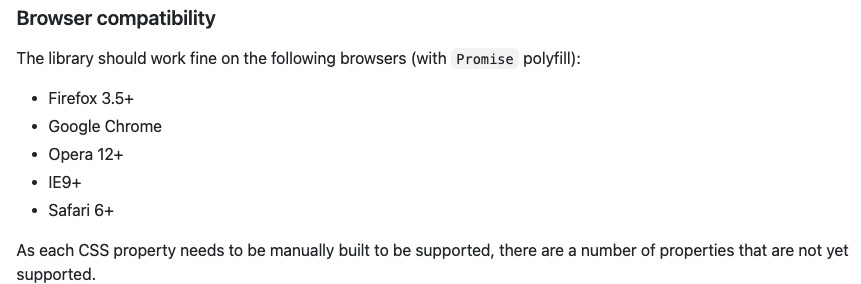 Browser compatibility
The library should work fine on the following browsers (with Promise polyfill):
• Firefox 3.5+
• Google Chrome
• Opera 12+
• IE9+
• Safari 6+
As each CSS property needs to be manually built to be supported, there are a number of properties that are not yet
supported.